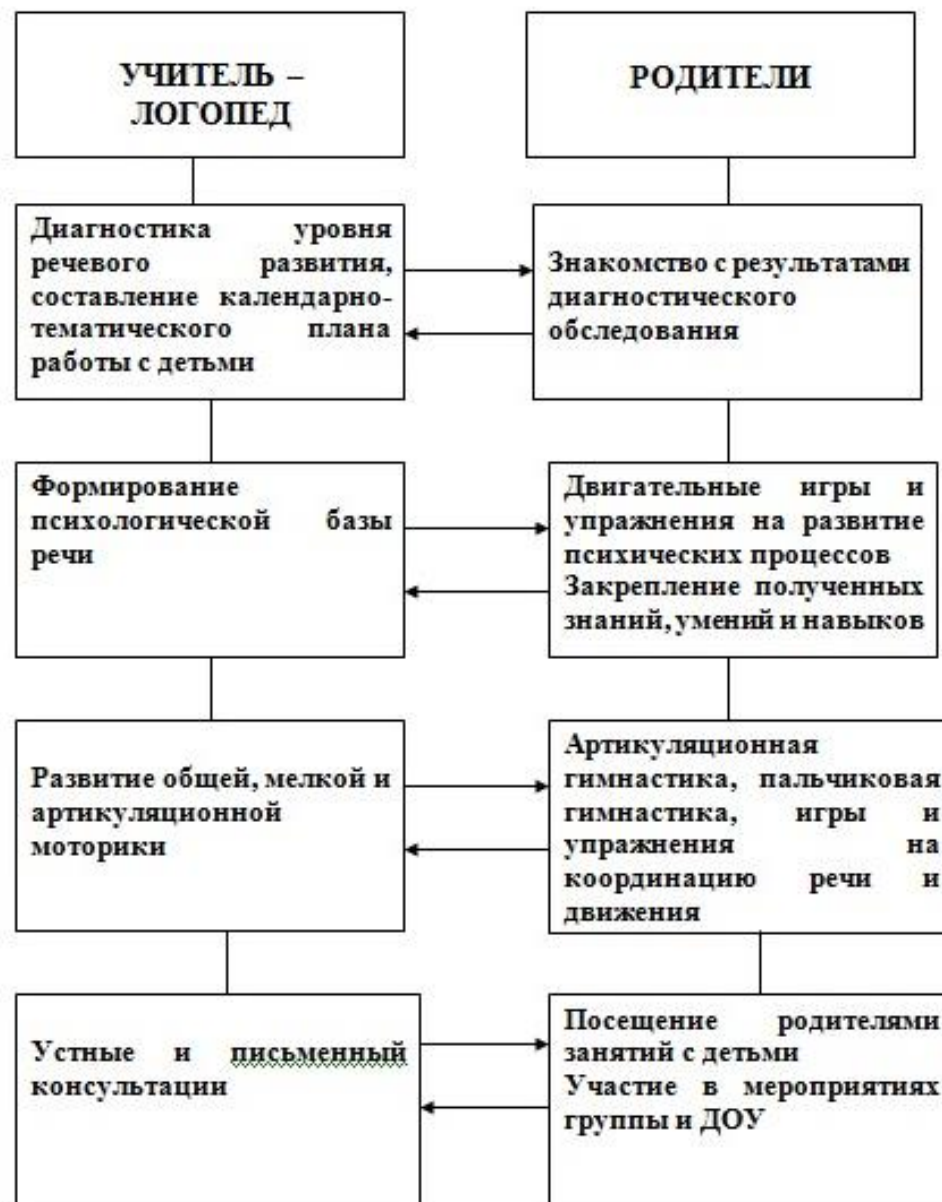 УЧИТЕЛЬ –
ЛОГОПЕД
РОДИТЕЛИ
Диагностика уровня
речевого развития,
составление календарно-
тематического плана
работы с детьми
Знакомство с результатами
диагностического
обследования
Формирование
психологической базы
речи
Двигательные игры и
упражнения на развитие
психических процессов
Закрепление полученных
знаний, умений и навыков
Развитие общей, мелкой и
артикуляционной
моторики
Артикуляционная
гимнастика, пальчиковая
гимнастика, игры и
упражнения на
координацию речи и
движения
Устные и письменный
консультации
Посещение родителями
занятий с детьми
Участие в мероприятиях
группы и ДОУ